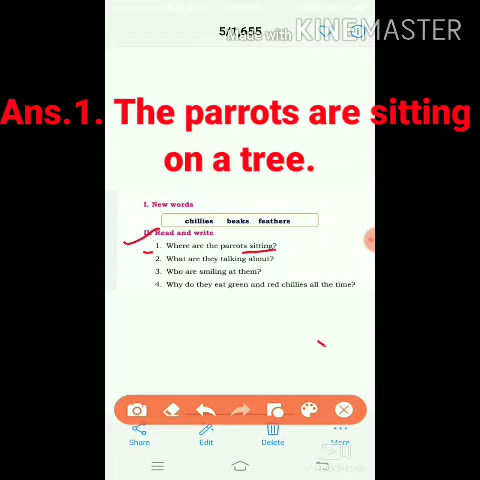 5/1,655
Made with KINEMASTER
Ans.1. The parrots are sitting
on a tree.
I. New words
chillies beaks feathers
II. Read and write
1. Where are the parrots sitting?
2. What are they talking about?
3. Who are smiling at them?
4. Why do they eat green and red chillies all the time?
Share Edit Delete More